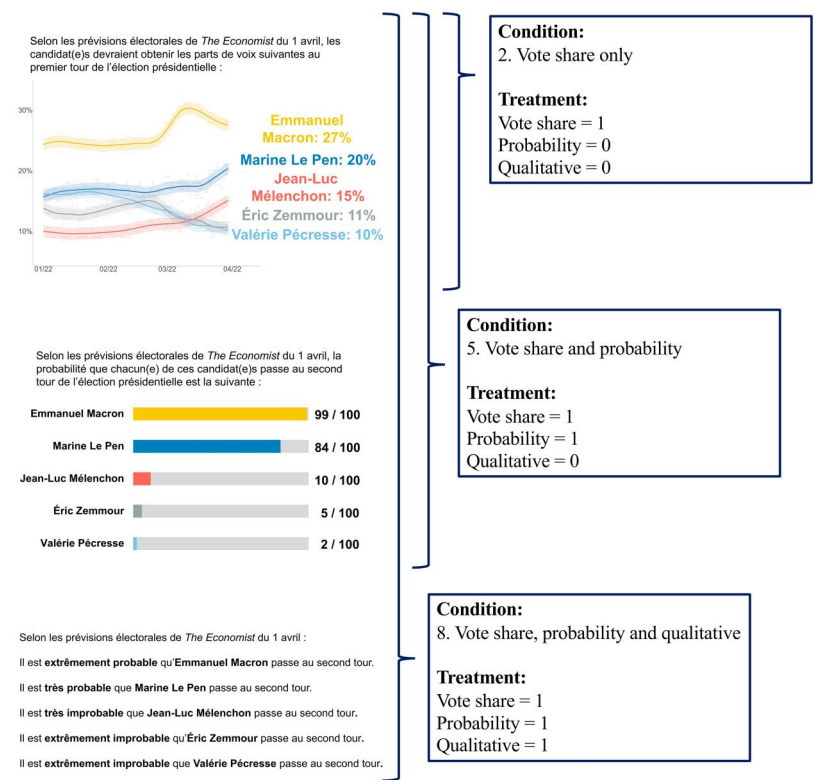 Selon les prévisions électorales de The Economist du 1 avril, les
candidat(e)s devraient obtenir les parts de voix suivantes au
premier tour de l'élection présidentielle :
30%
20%
10%
01/22
02/22
03/22
04/22
Emmanuel
Macron: 27%
Marine Le Pen: 20%
Jean-Luc
Mélenchon: 15%
Éric Zemmour: 11%
Valérie Pécresse: 10%
Condition:
2. Vote share only
Treatment:
Vote share = 1
Probability = 0
Qualitative = 0
Selon les prévisions électorales de The Economist du 1 avril, la
probabilité que chacun(e) de ces candidat(e)s passe au second
tour de l'élection présidentielle est la suivante :
Emmanuel Macron 99 / 100
Marine Le Pen 84 / 100
Jean-Luc Mélenchon 10 / 100
Éric Zemmour 5 / 100
Valérie Pécresse 2 / 100
Condition:
5. Vote share and probability
Treatment:
Vote share = 1
Probability = 1
Qualitative = 0
Selon les prévisions électorales de The Economist du 1 avril :
Il est extrêmement probable qu'Emmanuel Macron passe au second tour.
Il est très probable que Marine Le Pen passe au second tour.
Il est très improbable que Jean-Luc Mélenchon passe au second tour.
Il est extrêmement improbable qu'Éric Zemmour passe au second tour.
Il est extrêmement improbable que Valérie Pécresse passe au second tour.
Condition:
8. Vote share, probability and qualitative
Treatment:
Vote share = 1
Probability = 1
Qualitative = 1